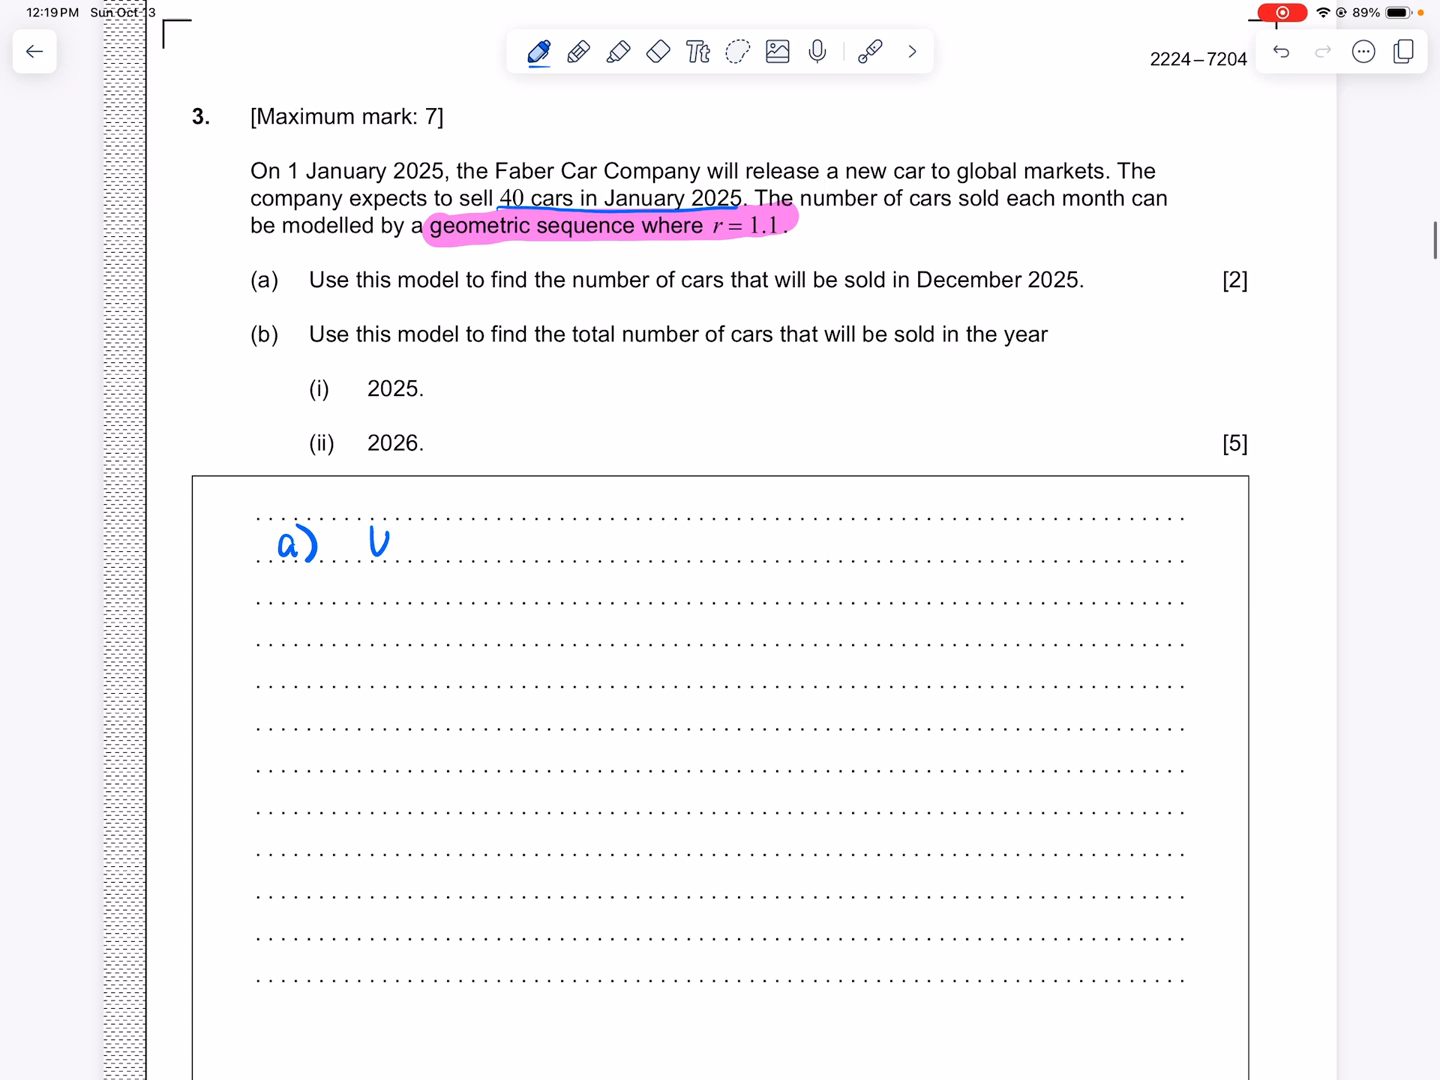 12:19 PM Sun Oct 13
89%
Tt
2224–7204
3. [Maximum mark: 7]
On 1 January 2025, the Faber Car Company will release a new car to global markets. The
company expects to sell 40 cars in January 2025. The number of cars sold each month can
be modelled by a geometric sequence where r = 1.1.
(a) Use this model to find the number of cars that will be sold in December 2025. [2]
(b) Use this model to find the total number of cars that will be sold in the year
(i) 2025.
(ii) 2026. [5]
a) U